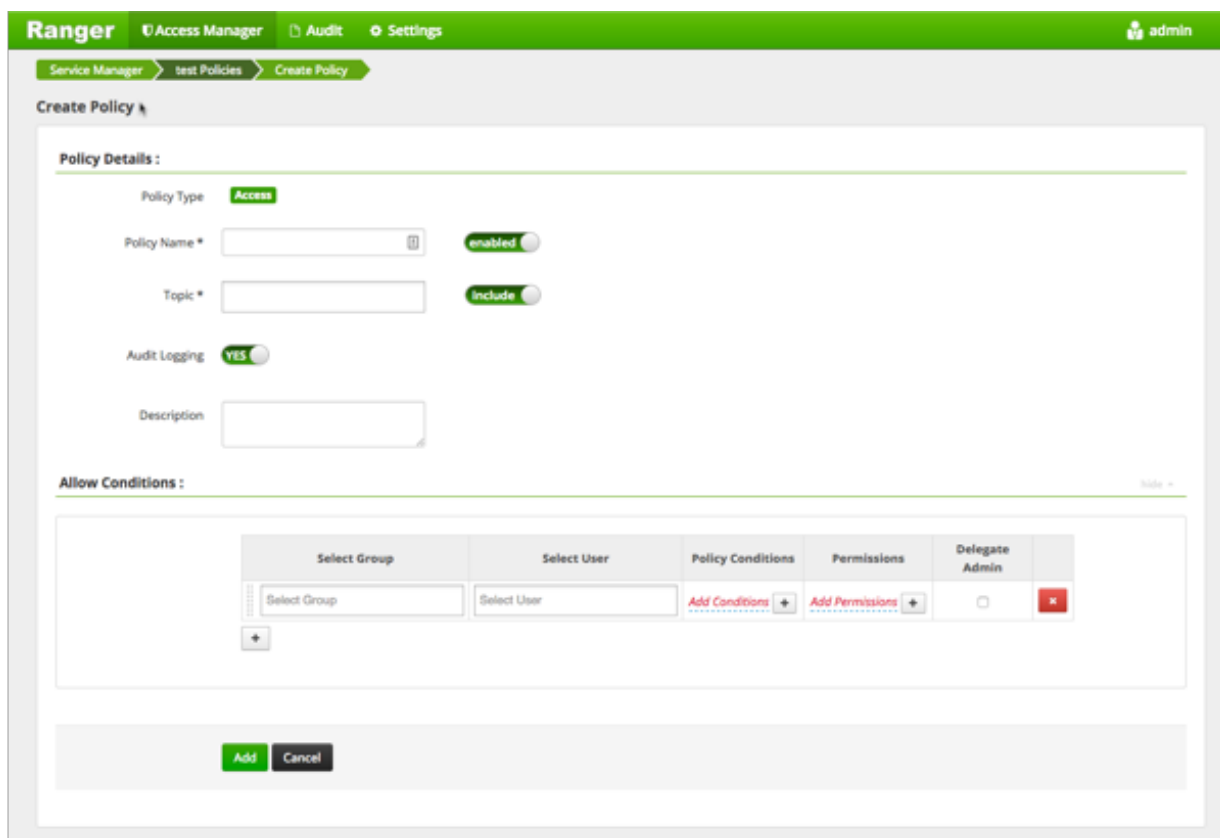 Ranger Access Manager Audit Settings admin
Service Manager test Policies Create Policy
Create Policy
Policy Details :
Policy Type Access
Policy Name * enabled
Topic * include
Audit Logging YES
Description
Allow Conditions : hide
Select Group Select User Policy Conditions Permissions Delegate Admin
Select Group Select User Add Conditions + Add Permissions +
+
Add Cancel